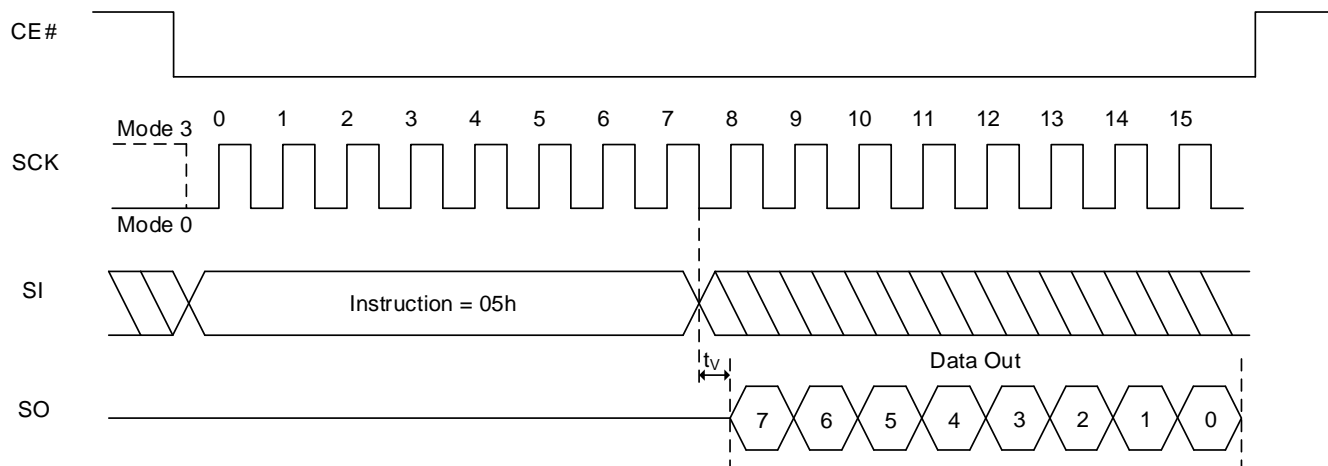 CE#
0 1 2 3 4 5 6 7 8 9 10 11 12 13 14 15
Mode 3
SCK
Mode 0
SI
Instruction = 05h
tV
Data Out
SO
7 6 5 4 3 2 1 0